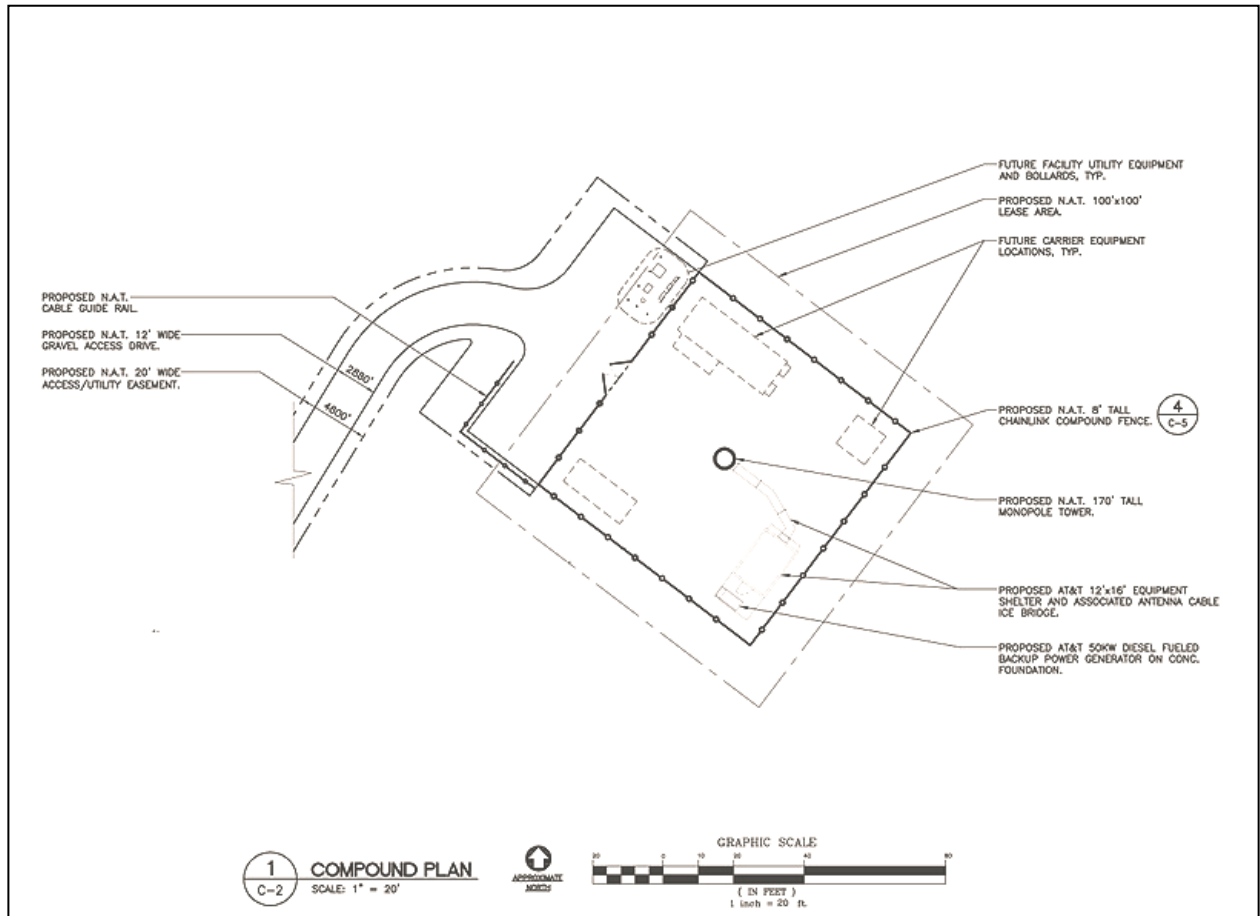 FUTURE FACILITY UTILITY EQUIPMENT
AND BOLLARDS, TYP.
PROPOSED N.A.T. 100'x100'
LEASE AREA.
FUTURE CARRIER EQUIPMENT
LOCATIONS, TYP.
PROPOSED N.A.T.
CABLE GUIDE RAIL.
PROPOSED N.A.T. 12' WIDE
GRAVEL ACCESS DRIVE.
PROPOSED N.A.T. 20' WIDE
ACCESS/UTILITY EASEMENT.
4600'
PROPOSED N.A.T. 8' TALL
CHAINLINK COMPOUND FENCE.
4
C-5
PROPOSED N.A.T. 170' TALL
MONOPOLE TOWER.
PROPOSED AT&T 12'x16' EQUIPMENT
SHELTER AND ASSOCIATED ANTENNA CABLE
ICE BRIDGE.
PROPOSED AT&T 50KW DIESEL FUELED
BACKUP POWER GENERATOR ON CONC.
FOUNDATION.
1
C-2
COMPOUND PLAN
SCALE: 1" = 20'
APPROXIMATE
NORTH
GRAPHIC SCALE
20 0 10 20 40 80
( IN FEET )
1 inch = 20 ft.